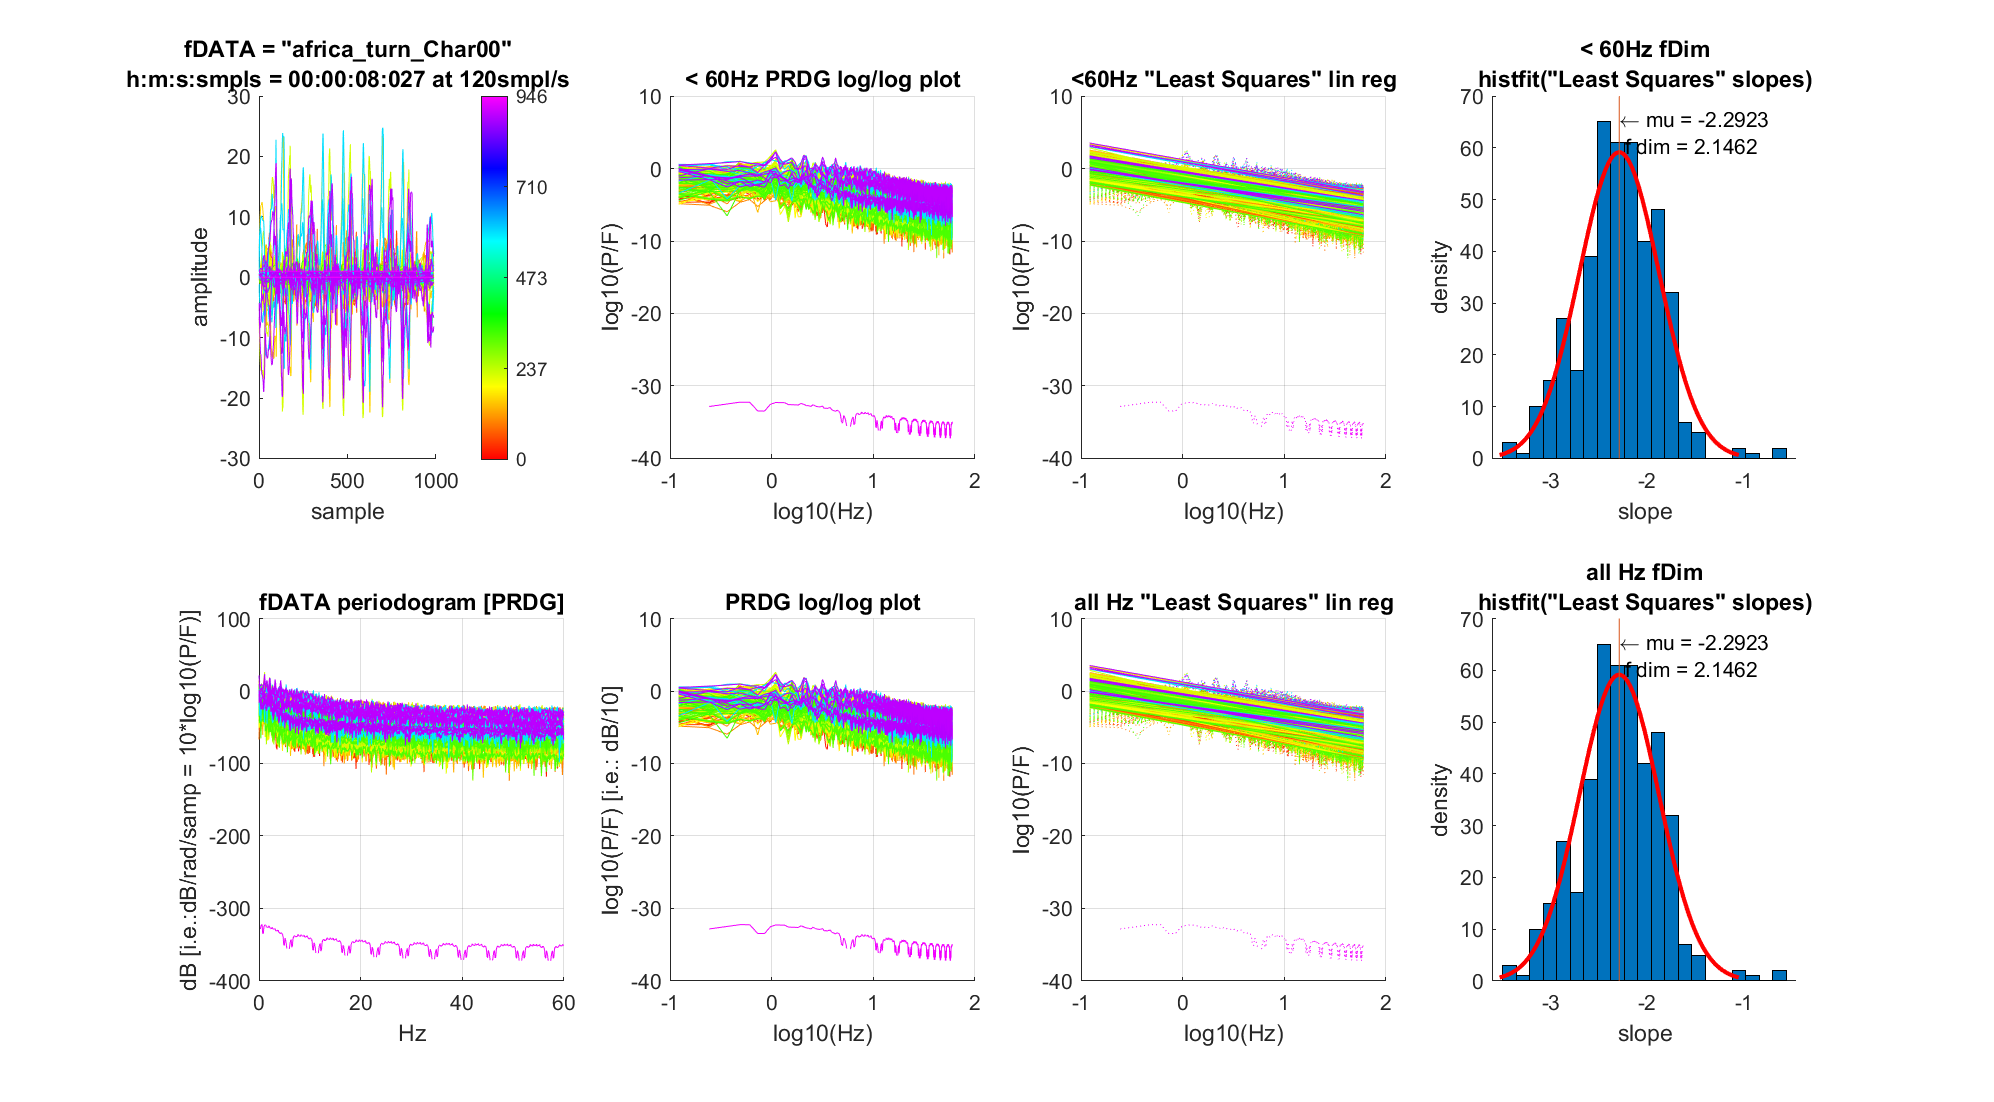 fDATA = "africa_turn_Char00"
h:m:s:smpls = 00:00:08:027 at 120smpl/s
30
20
10
0
-10
-20
-30
amplitude
0 500 1000
sample
946
710
473
237
0
< 60Hz PRDG log/log plot
10
0
-10
-20
-30
-40
log10(P/F)
-1 0 1 2
log10(Hz)
<60Hz "Least Squares" lin reg
10
0
-10
-20
-30
-40
log10(P/F)
-1 0 1 2
log10(Hz)
< 60Hz fDim
histfit("Least Squares" slopes)
70
60
50
40
30
20
10
0
density
← mu = -2.2923
f dim = 2.1462
-3 -2 -1
slope
fDATA periodogram [PRDG]
100
0
-100
-200
-300
-400
dB [i.e.:dB/rad/samp = 10*log10(P/F)]
0 20 40 60
Hz
PRDG log/log plot
10
0
-10
-20
-30
-40
log10(P/F) [i.e.: dB/10]
-1 0 1 2
log10(Hz)
all Hz "Least Squares" lin reg
10
0
-10
-20
-30
-40
log10(P/F)
-1 0 1 2
log10(Hz)
all Hz fDim
histfit("Least Squares" slopes)
70
60
50
40
30
20
10
0
density
← mu = -2.2923
f dim = 2.1462
-3 -2 -1
slope